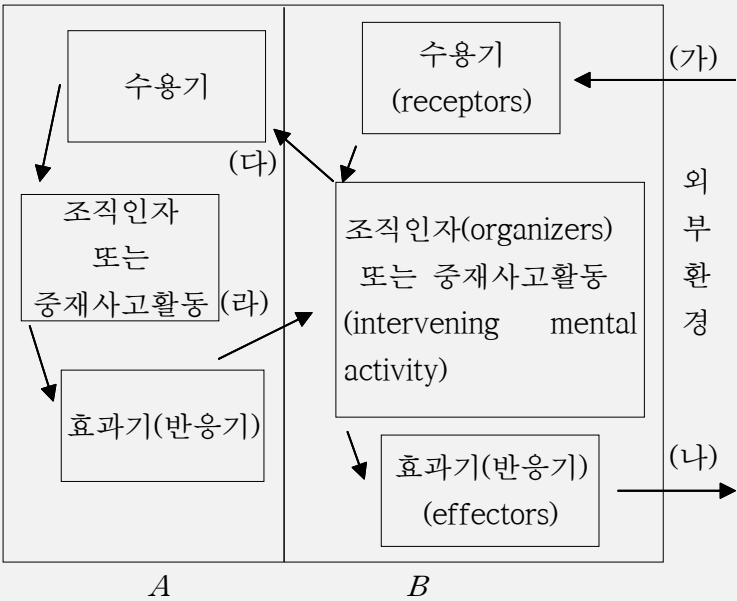 수용기
조직인자
또는
중재사고활동
효과기(반응기)
(다)
(라)
수용기
(receptors)
조직인자(organizers)
또는 중재사고활동
(intervening mental
activity)
효과기(반응기)
(effectors)
(가)
외
부
환
경
(나)
A
B